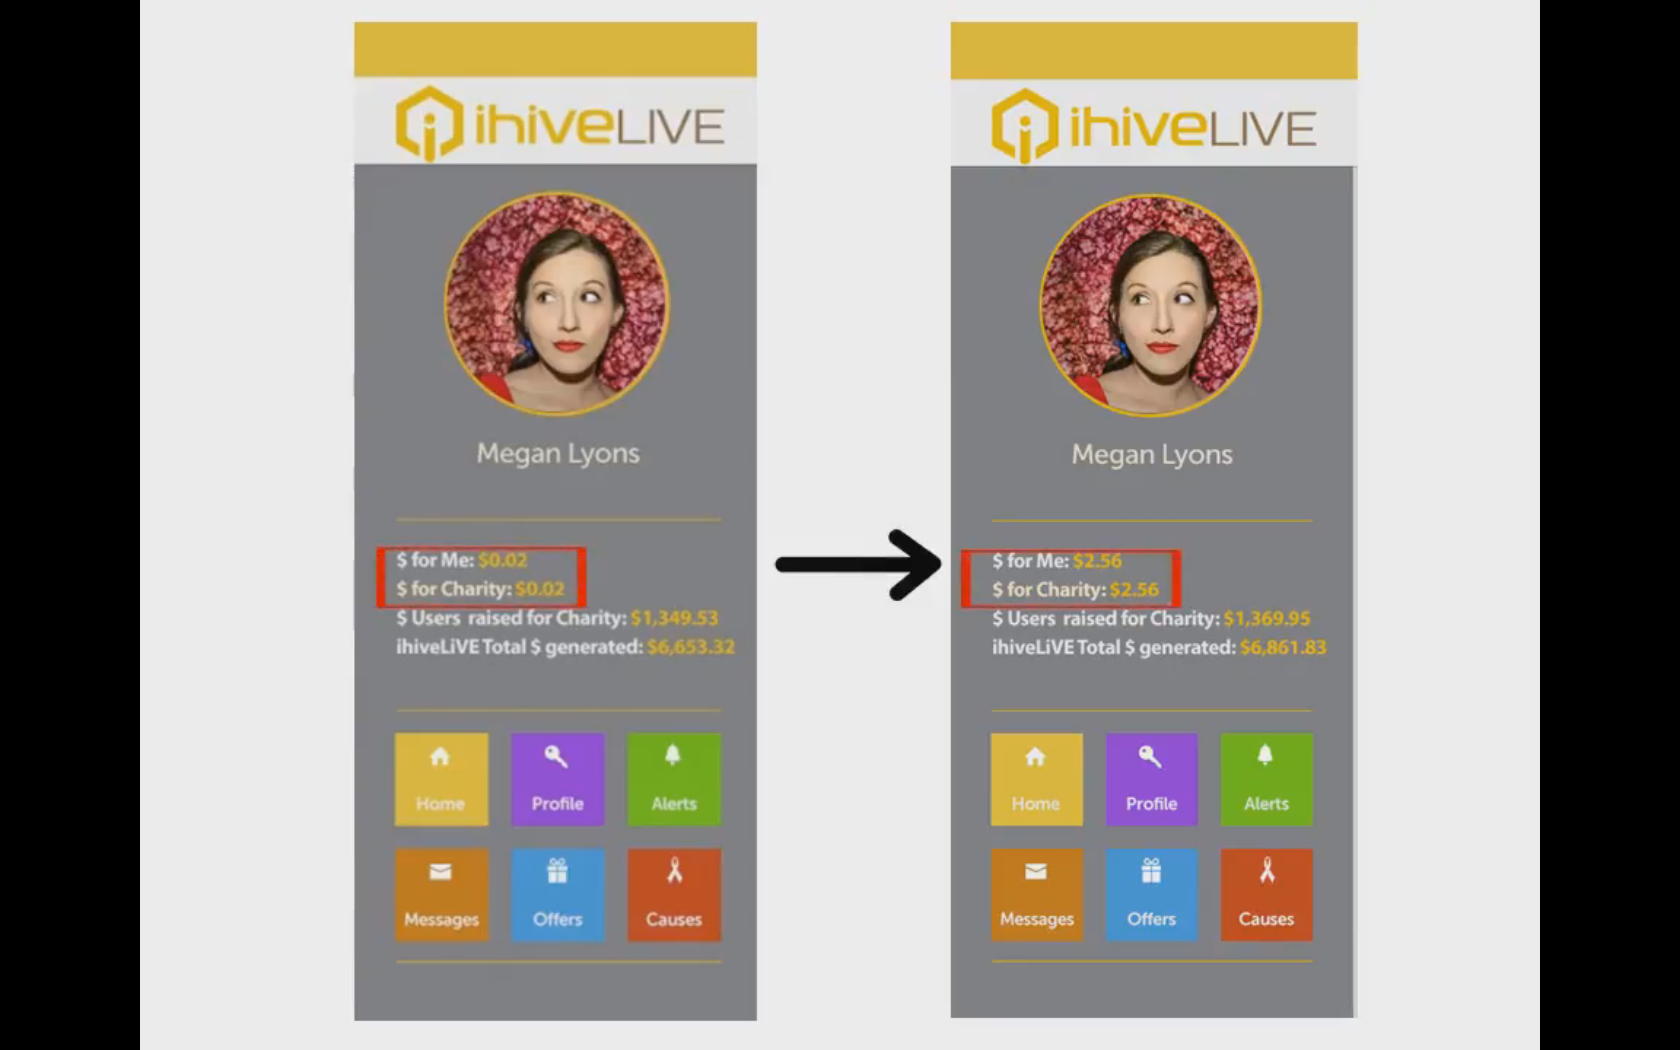 ihiveLIVE
Megan Lyons
$ for Me: $0.02
$ for Charity: $0.02
$ Users raised for Charity: $1,349.53
ihiveLiVE Total $ generated: $6,653.32
Home
Profile
Alerts
Messages
Offers
Causes
ihiveLIVE
Megan Lyons
$ for Me: $2.56
$ for Charity: $2.56
$ Users raised for Charity: $1,369.95
ihiveLiVE Total $ generated: $6,861.83
Home
Profile
Alerts
Messages
Offers
Causes